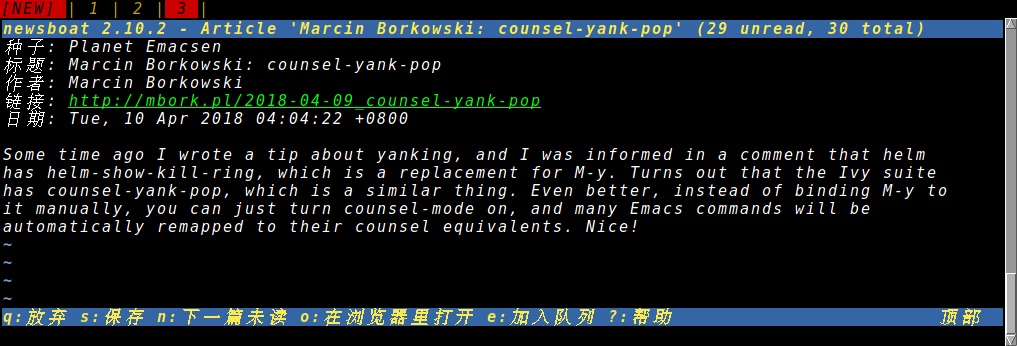 [NEW] | 1 | 2 | 3 |
newsboat 2.10.2 - Article 'Marcin Borkowski: counsel-yank-pop' (29 unread, 30 total)
种子: Planet Emacsen
标题: Marcin Borkowski: counsel-yank-pop
作者: Marcin Borkowski
链接: http://mbork.pl/2018-04-09_counsel-yank-pop
日期: Tue, 10 Apr 2018 04:04:22 +0800
Some time ago I wrote a tip about yanking, and I was informed in a comment that helm
has helm-show-kill-ring, which is a replacement for M-y. Turns out that the Ivy suite
has counsel-yank-pop, which is a similar thing. Even better, instead of binding M-y to
it manually, you can just turn counsel-mode on, and many Emacs commands will be
automatically remapped to their counsel equivalents. Nice!
~
~
~
~
q:放弃 s:保存 n:下一篇未读 o:在浏览器里打开 e:加入队列 ?:帮助 顶部